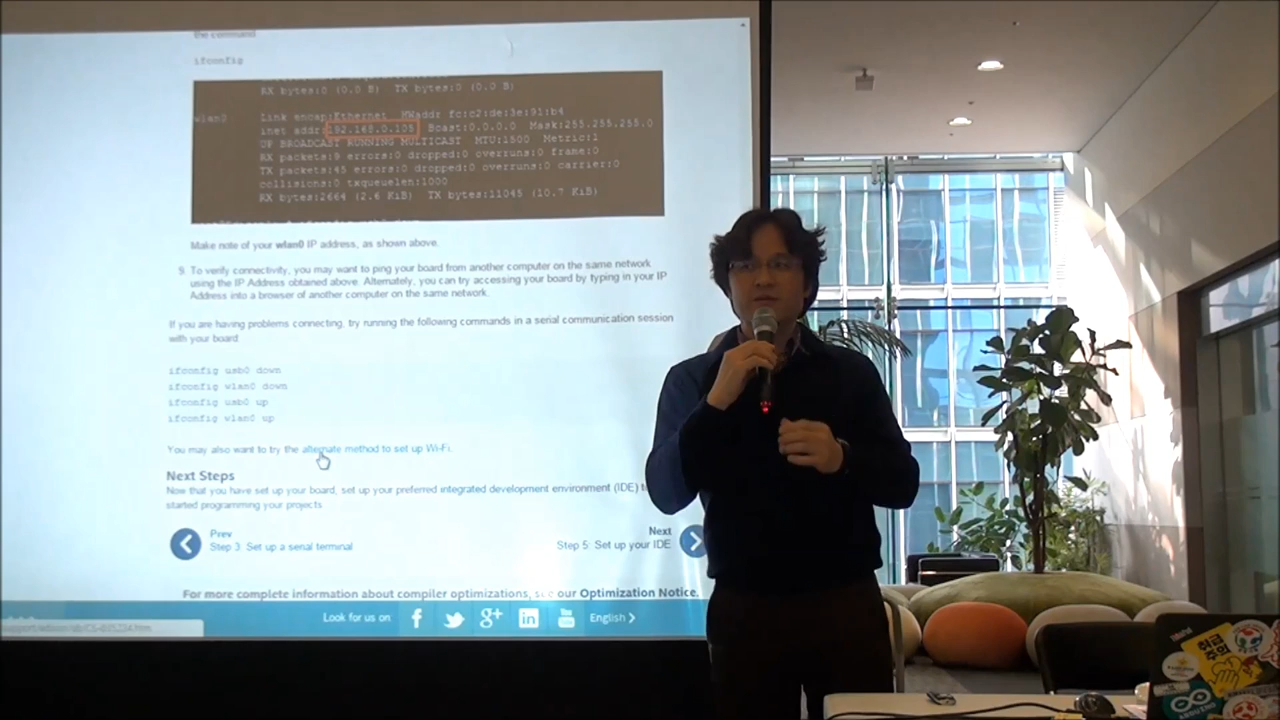 the command
ifconfig
RX bytes:0 (0.0 B) TX bytes:0 (0.0 B)
wlan0 Link encap:Ethernet HWaddr fc:c2:de:3e:91:b4
inet addr:192.168.0.105 Bcast:0.0.0.0 Mask:255.255.255.0
UP BROADCAST RUNNING MULTICAST MTU:1500 Metric:1
RX packets:9 errors:0 dropped:0 overruns:0 frame:0
TX packets:45 errors:0 dropped:0 overruns:0 carrier:0
collisions:0 txqueuelen:1000
RX bytes:2664 (2.6 KiB) TX bytes:11045 (10.7 KiB)
Make note of your wlan0 IP address, as shown above.
9. To verify connectivity, you may want to ping your board from another computer on the same network
using the IP Address obtained above. Alternately, you can try accessing your board by typing in your IP
Address into a browser of another computer on the same network.
If you are having problems connecting, try running the following commands in a serial communication session
with your board
ifconfig usb0 down
ifconfig wlan0 down
ifconfig usb0 up
ifconfig wlan0 up
You may also want to try the alternate method to set up Wi-Fi.
Next Steps
Now that you have set up your board, set up your preferred integrated development environment (IDE)
started programming your projects
Prev
Step 3: Set up a serial terminal
Next
Step 5: Set up your IDE
For more complete information about compiler optimizations, see our Optimization Notice.
Look for us on
f
g+
in
You
Tube
English >
취급
주의
ARDUINO